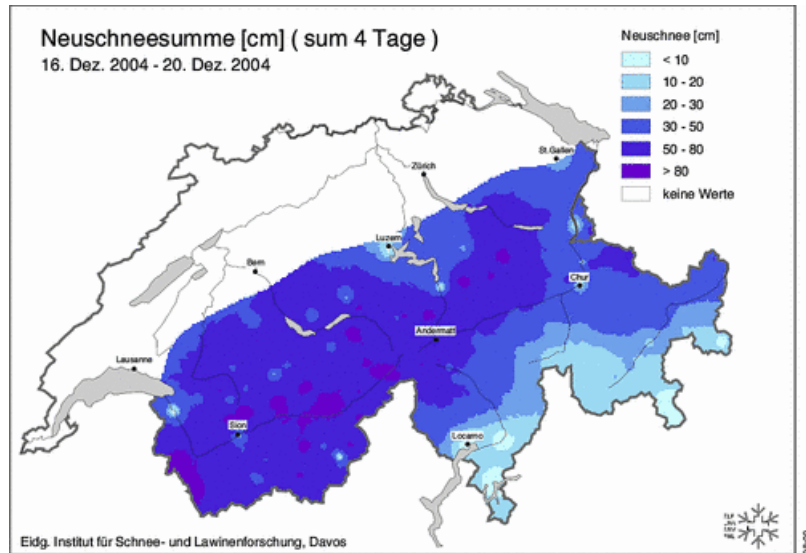 Neuschneesumme [cm] ( sum 4 Tage )
16. Dez. 2004 - 20. Dez. 2004
Neuschnee [cm]
< 10
10 - 20
20 - 30
30 - 50
50 - 80
> 80
keine Werte
St.Gallen
Zürich
Luzern
Bern
Chur
Andermatt
Lausanne
Sion
Locarno
Eidg. Institut für Schnee- und Lawinenforschung, Davos